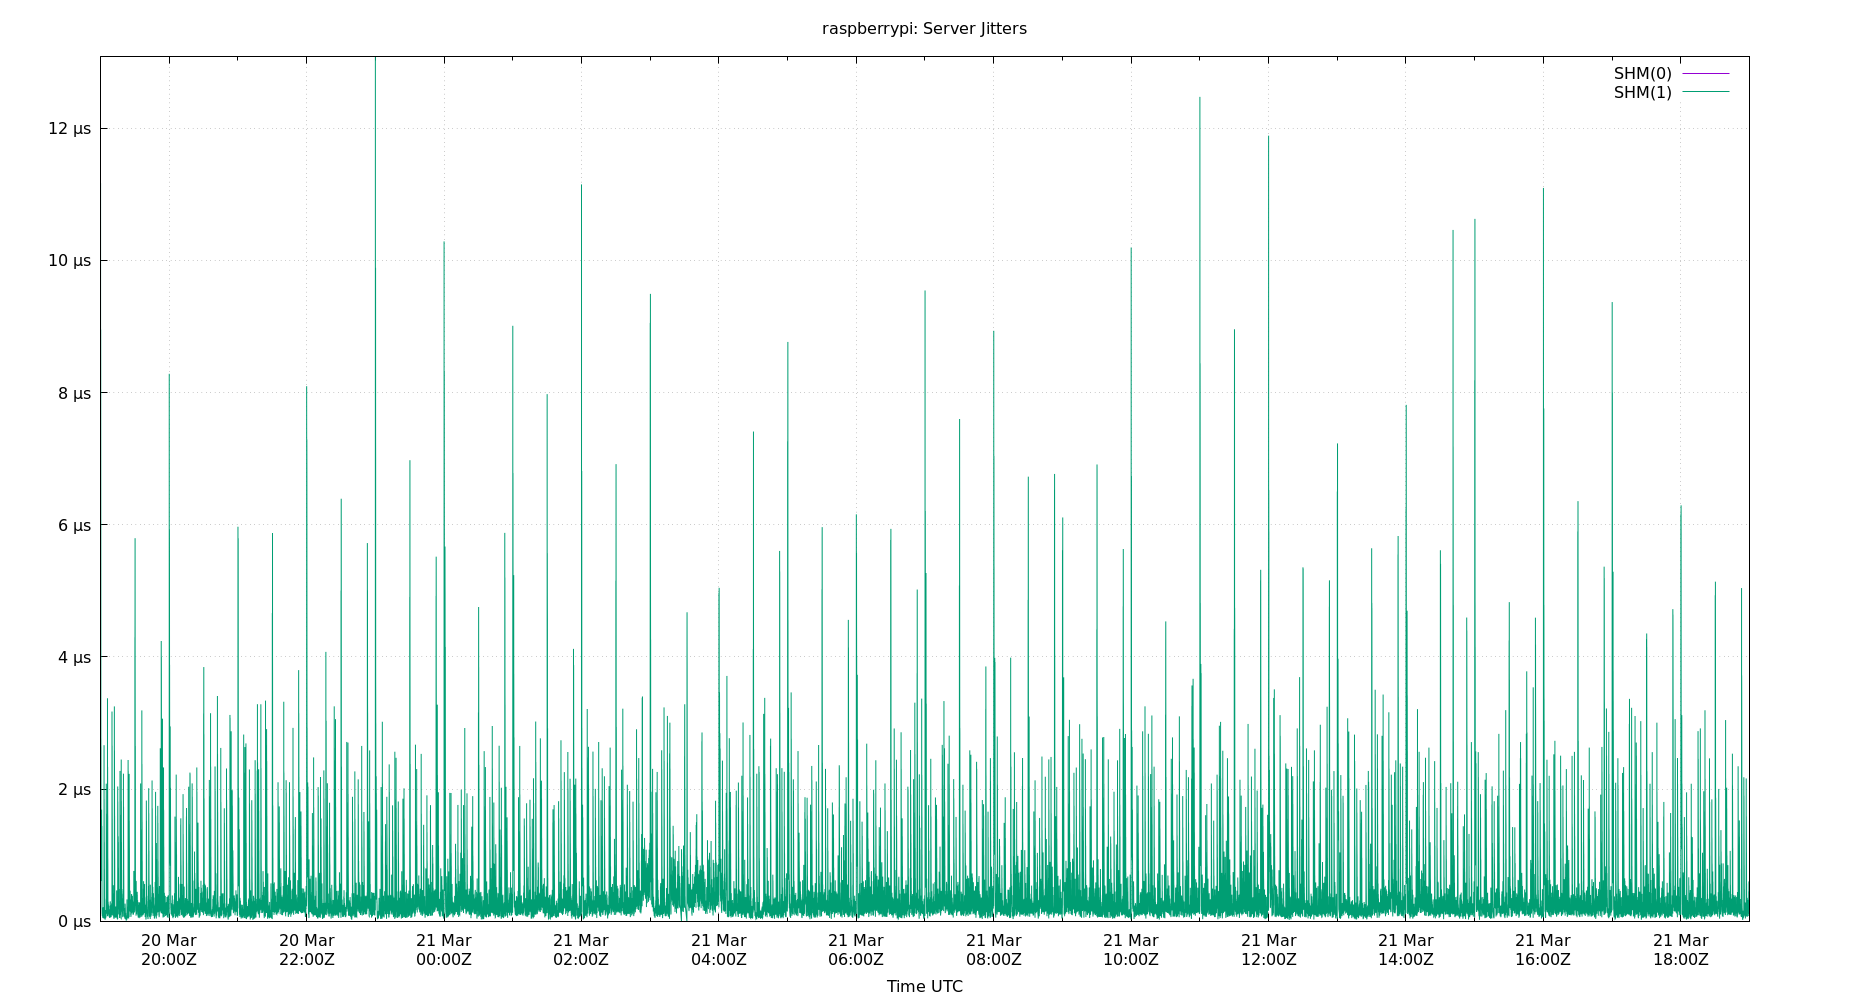 raspberrypi: Server Jitters
SHM(0)
SHM(1)
12 µs
10 µs
8 µs
6 µs
4 µs
2 µs
0 µs
20 Mar 20 Mar 21 Mar 21 Mar 21 Mar 21 Mar 21 Mar 21 Mar 21 Mar 21 Mar 21 Mar 21 Mar
20:00Z 22:00Z 00:00Z 02:00Z 04:00Z 06:00Z 08:00Z 10:00Z 12:00Z 14:00Z 16:00Z 18:00Z
Time UTC